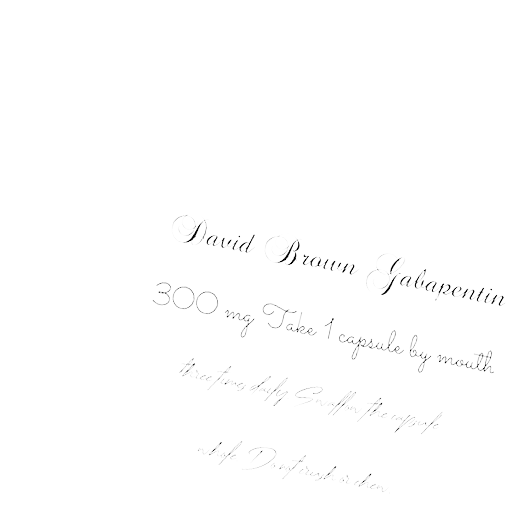 David Brown Gabapentin
300 mg Take 1 capsule by mouth
three times daily Swallow the capsule
whole Do not crush or chew